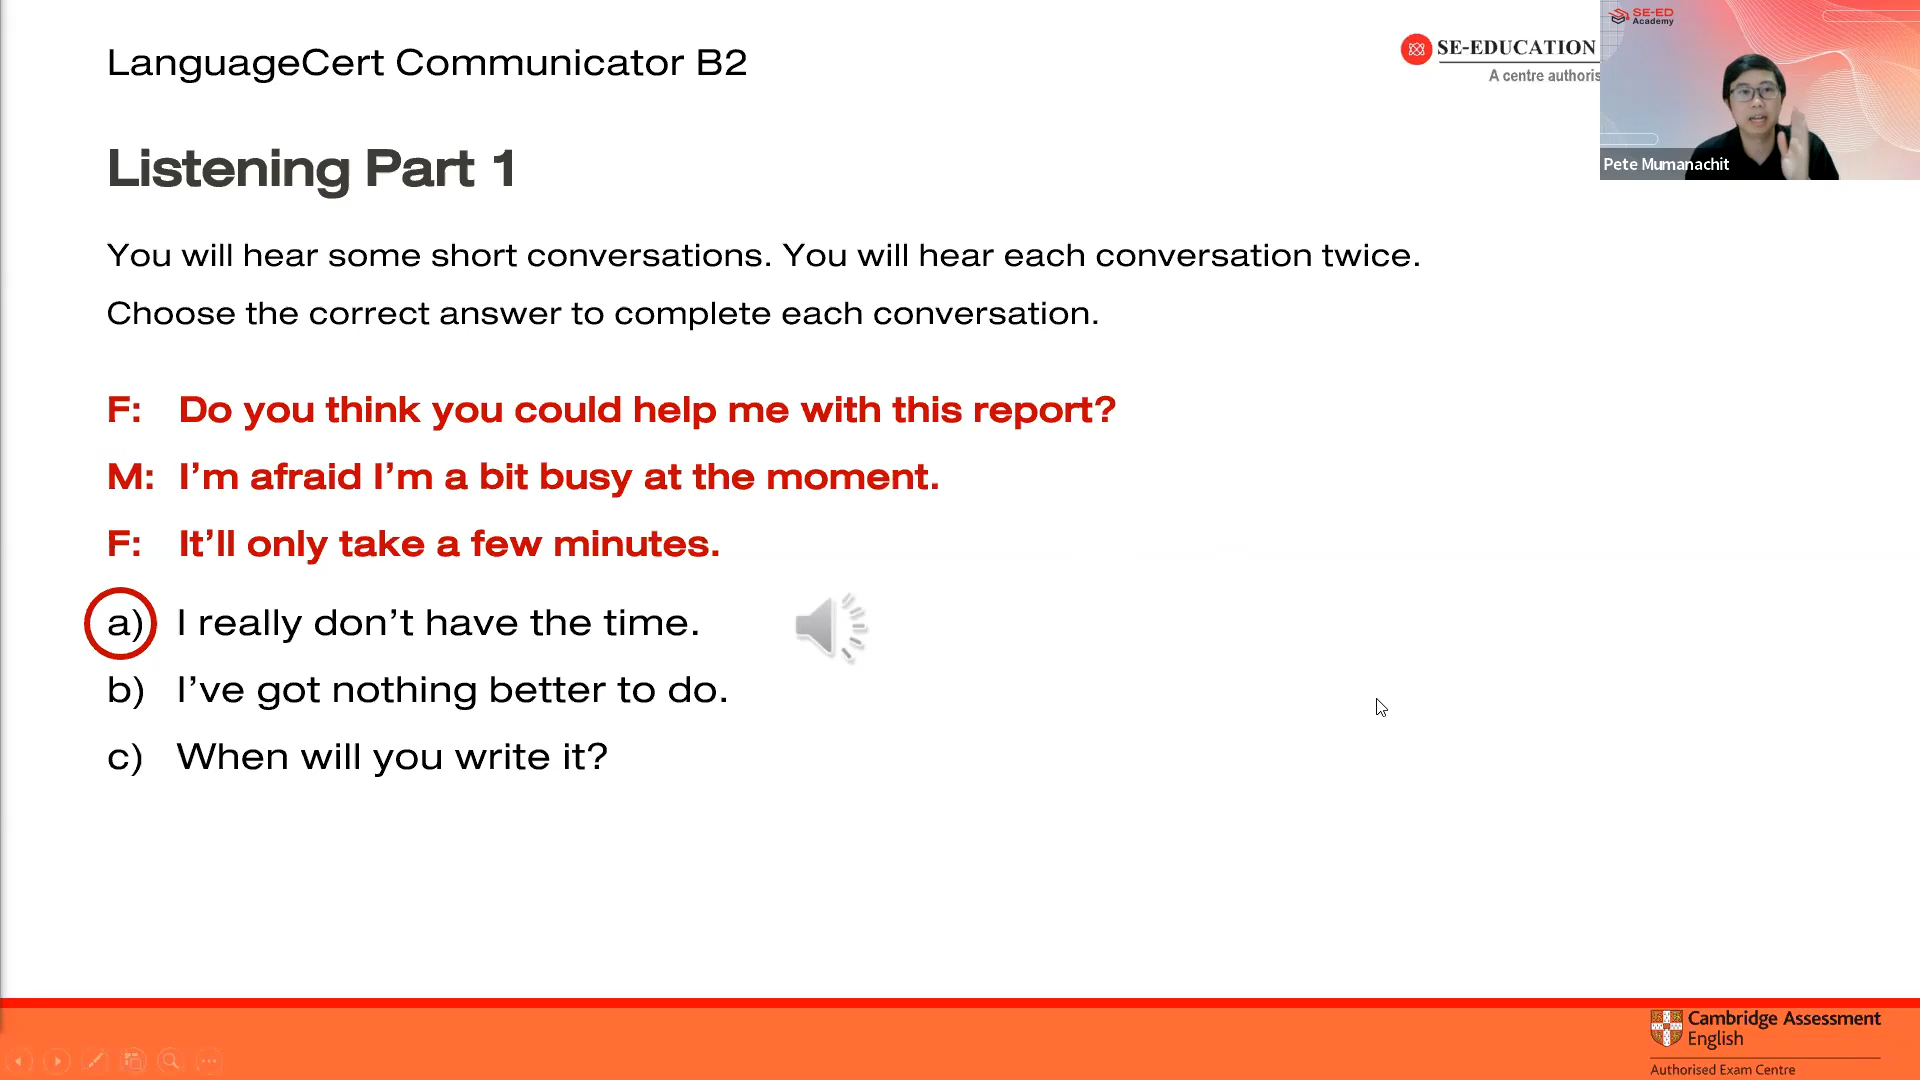 LanguageCert Communicator B2
SE-EDUCATION
A centre authoris
SE-ED
Academy
Pete Mumanachit
Listening Part 1
You will hear some short conversations. You will hear each conversation twice.
Choose the correct answer to complete each conversation.
F: Do you think you could help me with this report?
M: I'm afraid I'm a bit busy at the moment.
F: It'll only take a few minutes.
a) I really don't have the time.
b) I've got nothing better to do.
c) When will you write it?
Cambridge Assessment
English
Authorised Exam Centre